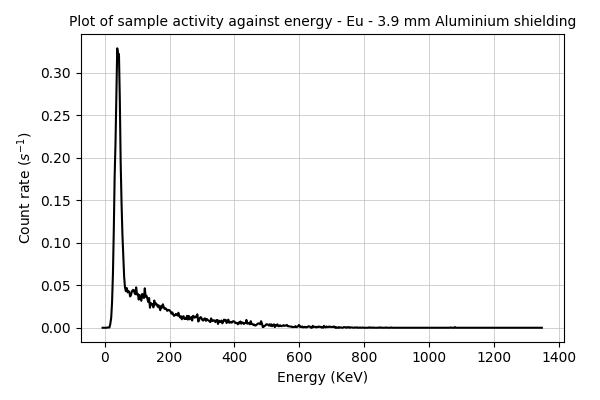 Plot of sample activity against energy - Eu - 3.9 mm Aluminium shielding
Count rate (s⁻¹)
0.30
0.25
0.20
0.15
0.10
0.05
0.00
0 200 400 600 800 1000 1200 1400
Energy (KeV)